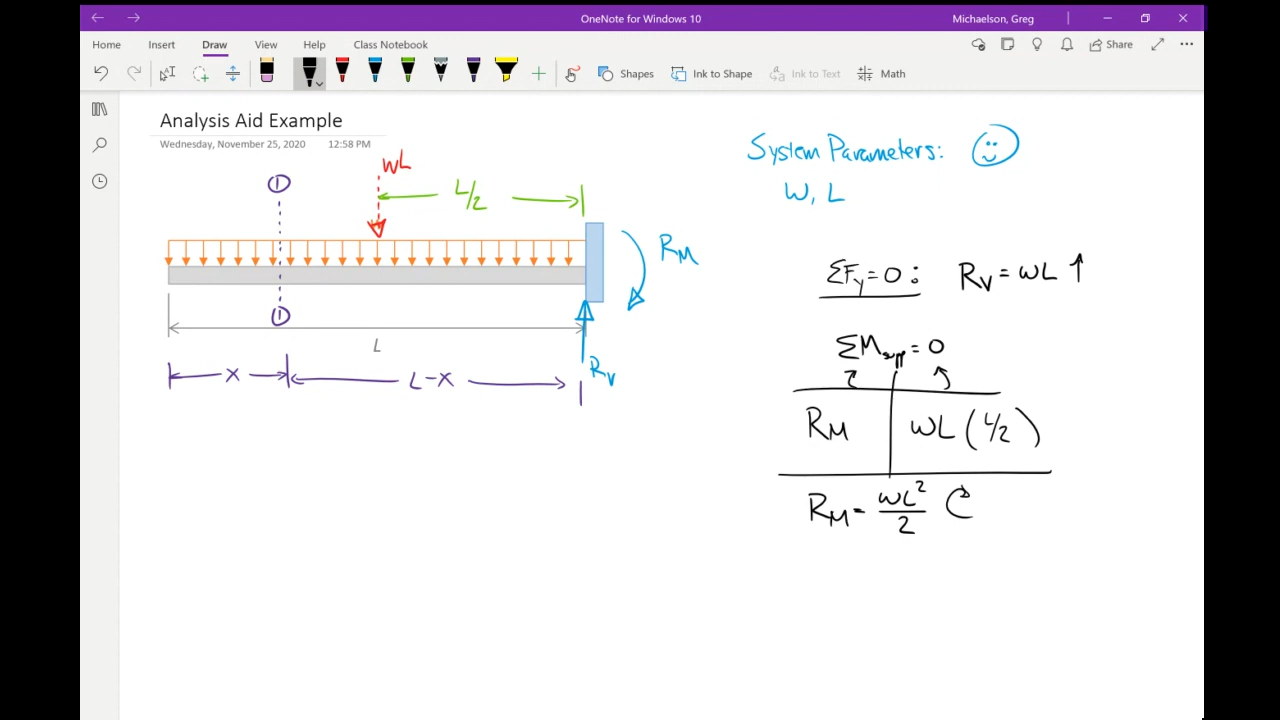 OneNote for Windows 10
Michaelson, Greg
Home Insert Draw View Help Class Notebook
Share
Shapes Ink to Shape Ink to Text Math
Analysis Aid Example
Wednesday, November 25, 2020 12:58 PM
wL
L/2
1
1
L
x
L-x
RM
Rv
System Parameters:
W, L
ΣFy=0: Rv = wL ↑
ΣMsupp = 0
RM wL (L/2)
RM = wL²/2